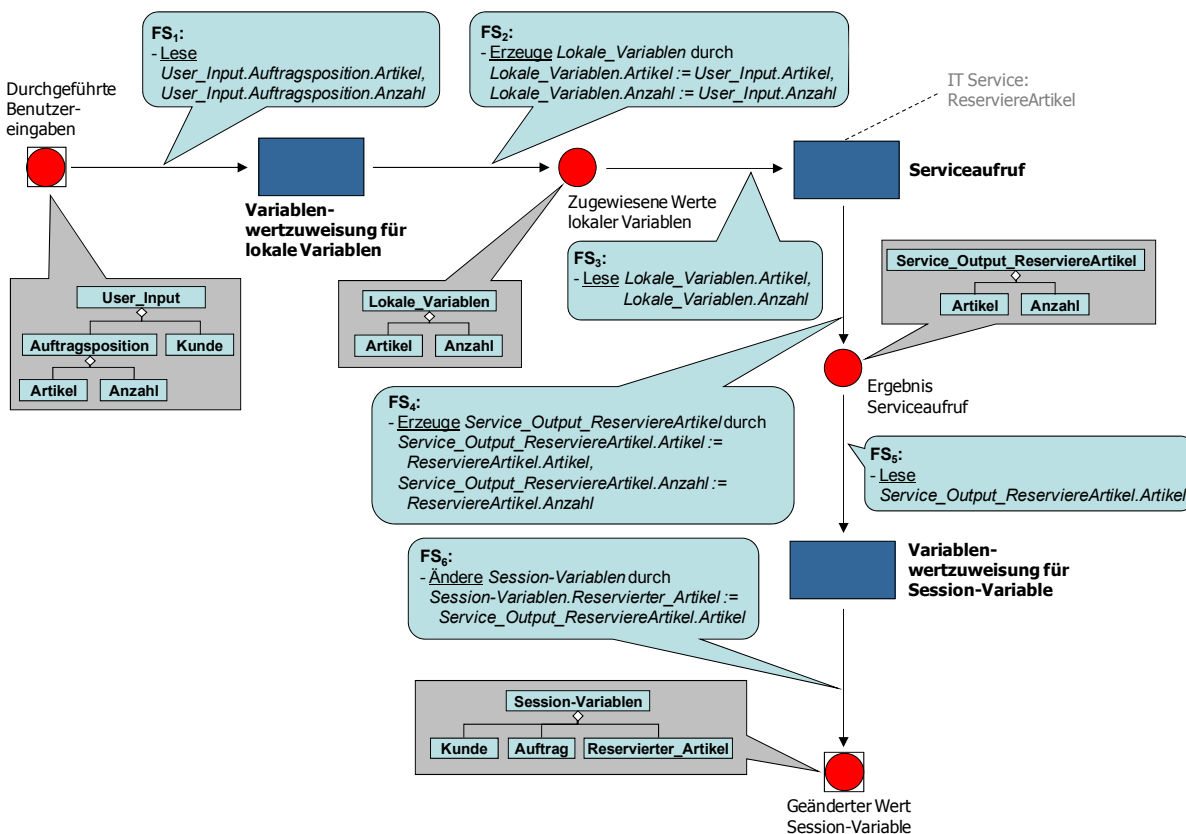 FS1:
- Lese
User_Input.Auftragsposition.Artikel,
User_Input.Auftragsposition.Anzahl
FS2:
- Erzeuge Lokale_Variablen durch
Lokale_Variablen.Artikel := User_Input.Artikel,
Lokale_Variablen.Anzahl := User_Input.Anzahl
IT Service:
ReserviereArtikel
Durchgeführte
Benutzer-
eingaben
Variablen-
wertzuweisung für
lokale Variablen
Zugewiesene Werte
lokaler Variablen
Serviceaufruf
FS3:
- Lese Lokale_Variablen.Artikel,
Lokale_Variablen.Anzahl
User_Input
Auftragsposition
Kunde
Artikel
Anzahl
Lokale_Variablen
Artikel
Anzahl
Service_Output_ReserviereArtikel
Artikel
Anzahl
Ergebnis
Serviceaufruf
FS4:
- Erzeuge Service_Output_ReserviereArtikel durch
Service_Output_ReserviereArtikel.Artikel :=
ReserviereArtikel.Artikel,
Service_Output_ReserviereArtikel.Anzahl :=
ReserviereArtikel.Anzahl
FS5:
- Lese
Service_Output_ReserviereArtikel.Artikel
Variablen-
wertzuweisung für
Session-Variable
FS6:
- Ändere Session-Variablen durch
Session-Variablen.Reservierter_Artikel :=
Service_Output_ReserviereArtikel.Artikel
Session-Variablen
Kunde
Auftrag
Reservierter_Artikel
Geänderter Wert
Session-Variable